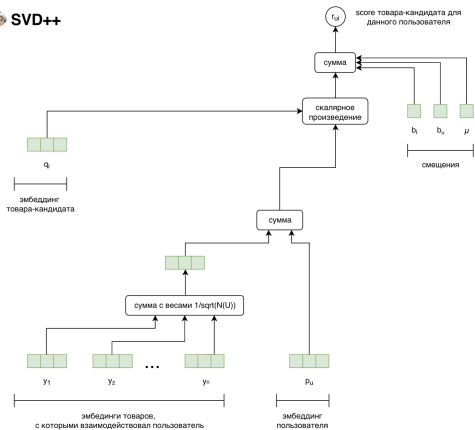 SVD++
r_ui
score товара-кандидата для
данного пользователя
сумма
скалярное
произведение
b_i
b_u
μ
смещения
q_i
эмбеддинг
товара-кандидата
сумма
сумма с весами 1/sqrt(N(U))
y_1
y_2
...
y_n
p_u
эмбединги товаров,
с которыми взаимодействовал пользователь
эмбеддинг
пользователя